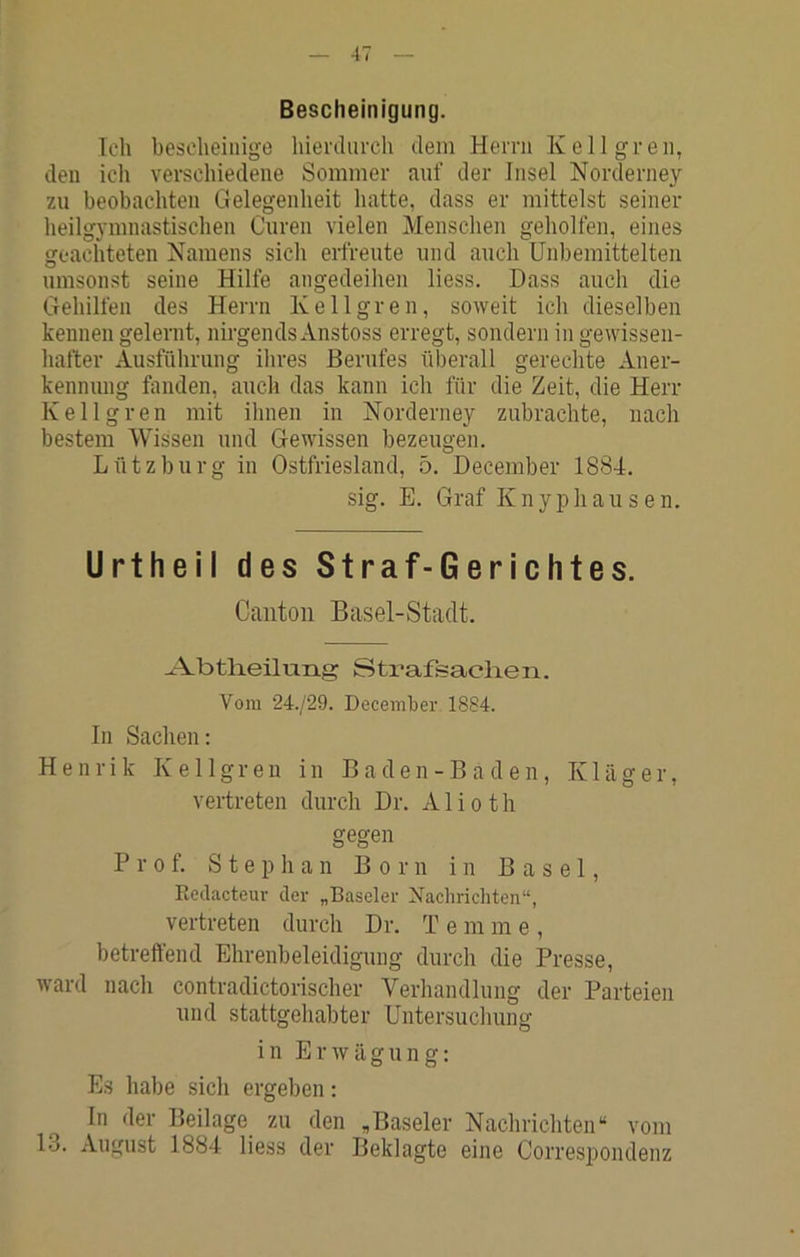 — 47 —
Bescheinigung.
Ich bescheinige hierdurch dem Herrn Kellgren,
den ich verschiedene Sommer auf der Insel Norderney
zu beobachten Gelegenheit hatte, dass er mittelst seiner
heilgymnastischen Curen vielen Menschen geholfen, eines
geachteten Namens sich erfreute und auch Unbemittelten
umsonst seine Hilfe angedeihen liess. Dass auch die
Gehilfen des Herrn Kellgren, soweit ich dieselben
kennen gelernt, nirgends Anstoss erregt, sondern in gewissen-
hafter Ausführung ihres Berufes überall gerechte Aner-
kennung fanden, auch das kann ich für die Zeit, die Herr
Kellgren mit ihnen in Norderney zubrachte, nach
bestem Wissen und Gewissen bezeugen.
Lützburg in Ostfriesland, 5. December 1884.
sig. E. Graf Knyphausen.
Urtheil des Straf-Gerichtes.
Canton Basel-Stadt.
Abtheilung Strafsachen.
Vom 24./29. December 1884.
In Sachen:
Henrik Kellgren in Baden-Baden, Kläger,
vertreten durch Dr. Alioth
gegen
Prof. Stephan Born in Basel,
Redacteur der „Baseler Nachrichten“,
vertreten durch Dr. Temme,
betreffend Ehrenbeleidigung durch die Presse,
ward nach contradictorischer Verhandlung der Parteien
und stattgehabter Untersuchung
in Erwägung:
Es habe sich ergeben:
In der Beilage zu den „Baseler Nachrichten“ vom
13. August 1884 liess der Beklagte eine Correspondenz